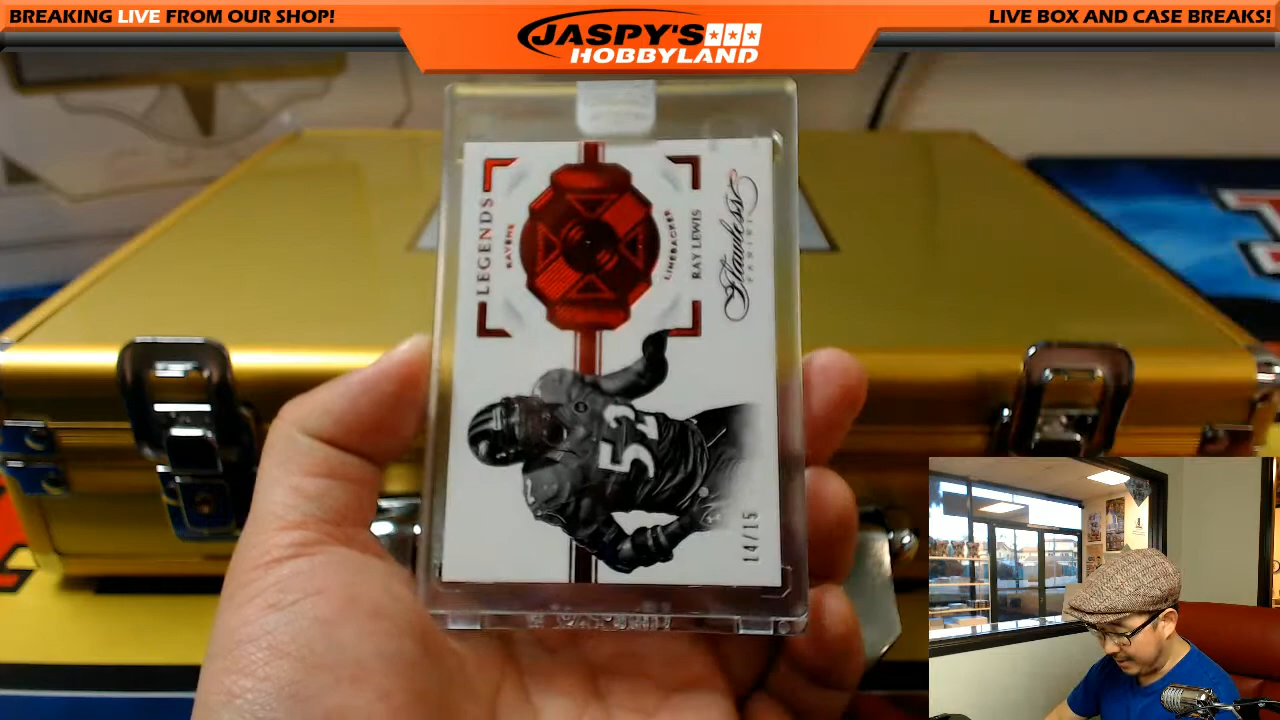 BREAKING LIVE FROM OUR SHOP!
JASPY'S
HOBBYLAND
LIVE BOX AND CASE BREAKS!
LEGENDS
RAVENS
LINEBACKER
RAY LEWIS
Flawless
PANINI
52
14/15